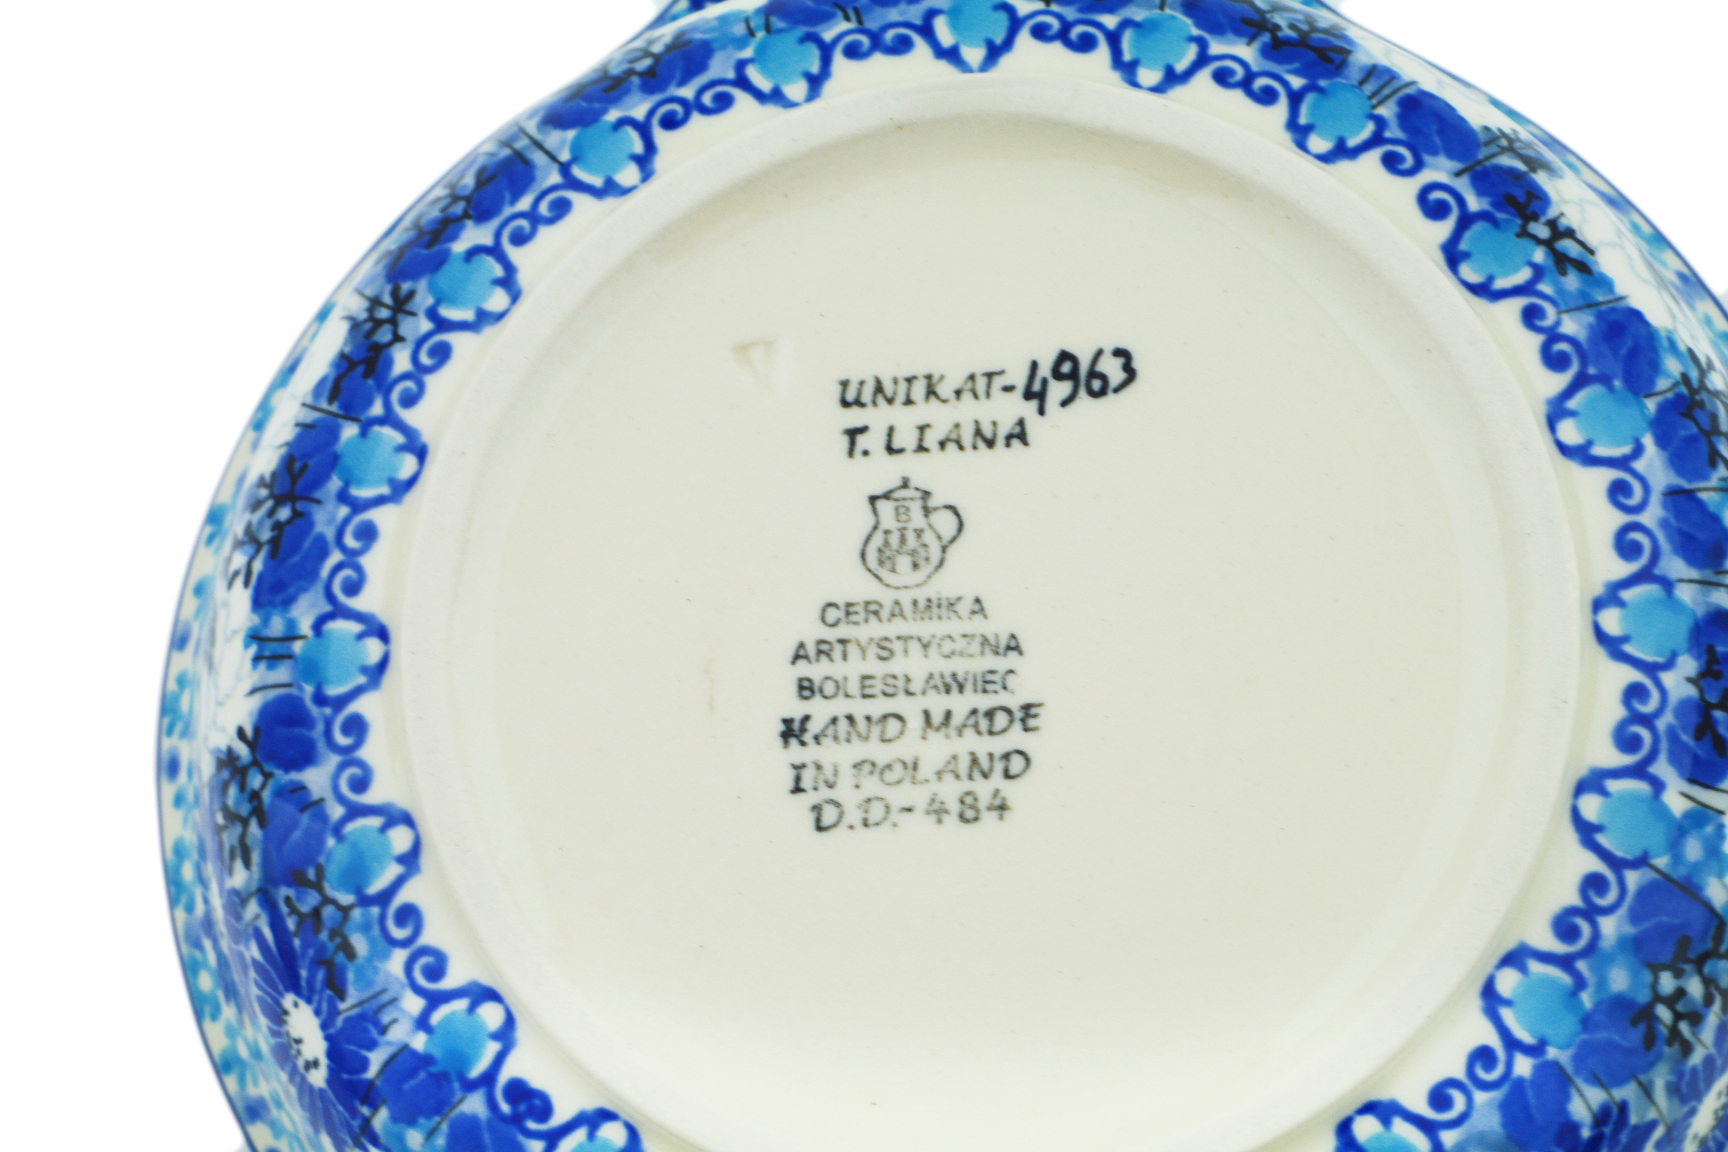 UNIKAT-4963
T. LIANA
B
CERAMIKA
ARTYSTYCZNA
BOLESŁAWIEC
HAND MADE
IN POLAND
D.D.-484